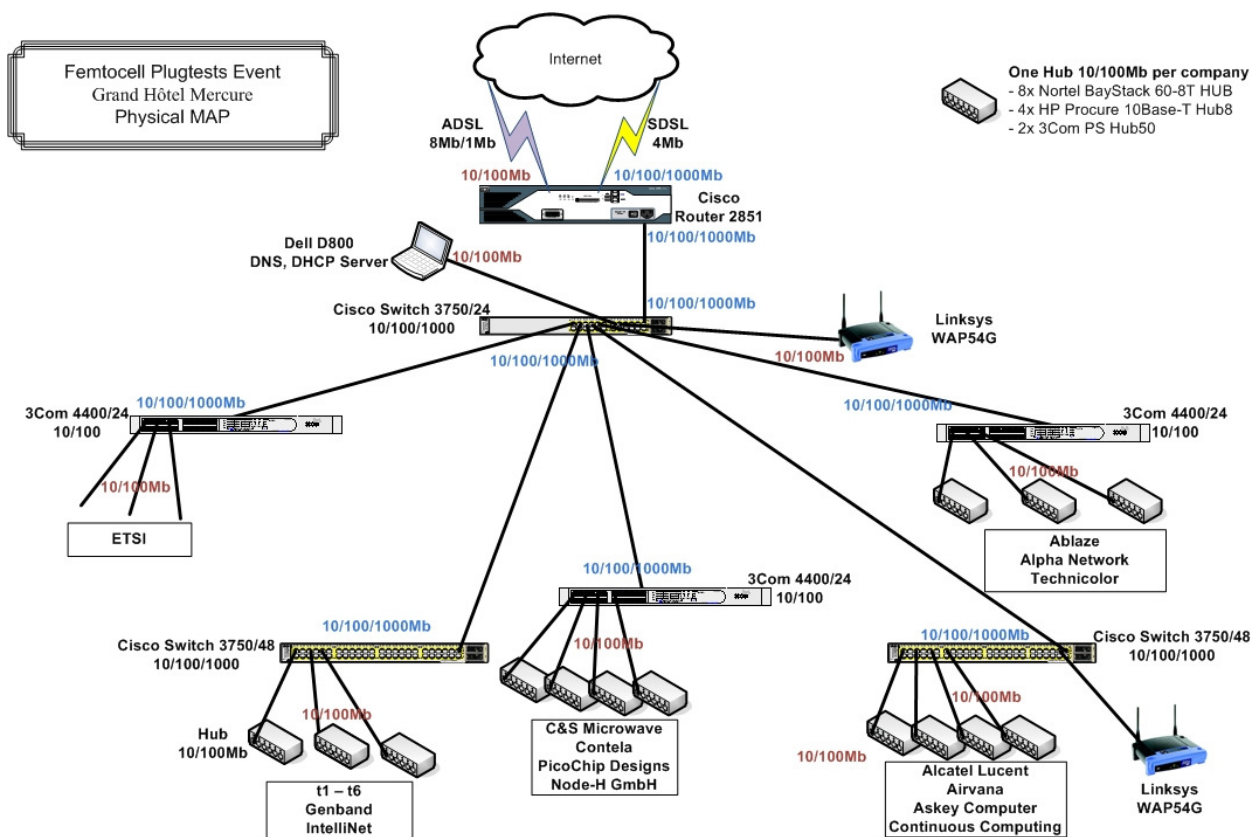 Femtocell Plugtests Event
Grand Hôtel Mercure
Physical MAP
Internet
One Hub 10/100Mb per company
- 8x Nortel BayStack 60-8T HUB
- 4x HP Procure 10Base-T Hub8
- 2x 3Com PS Hub50
ADSL
8Mb/1Mb
SDSL
4Mb
10/100Mb
10/100/1000Mb
Cisco
Router 2851
10/100/1000Mb
Dell D800
DNS, DHCP Server
10/100Mb
Cisco Switch 3750/24
10/100/1000
10/100/1000Mb
Linksys
WAP54G
10/100Mb
10/100/1000Mb
3Com 4400/24
10/100
10/100/1000Mb
10/100Mb
ETSI
10/100/1000Mb
3Com 4400/24
10/100
10/100Mb
Ablaze
Alpha Network
Technicolor
10/100/1000Mb
3Com 4400/24
10/100
10/100Mb
C&S Microwave
Contela
PicoChip Designs
Node-H GmbH
Cisco Switch 3750/48
10/100/1000
10/100/1000Mb
Hub
10/100Mb
10/100Mb
t1 – t6
Genband
IntelliNet
10/100/1000Mb
Cisco Switch 3750/48
10/100/1000
10/100Mb
10/100Mb
Alcatel Lucent
Airvana
Askey Computer
Continuous Computing
Linksys
WAP54G